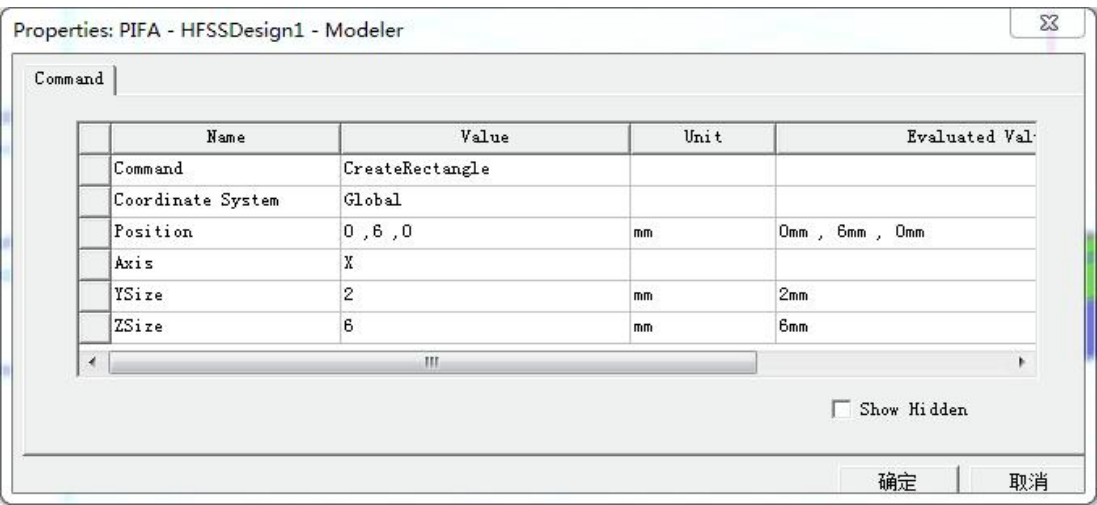 Properties: PIFA - HFSSDesign1 - Modeler
Command
Name Value Unit Evaluated Val
Command CreateRectangle
Coordinate System Global
Position 0 ,6 ,0 mm 0mm , 6mm , 0mm
Axis X
YSize 2 mm 2mm
ZSize 6 mm 6mm
Show Hidden
确定 取消